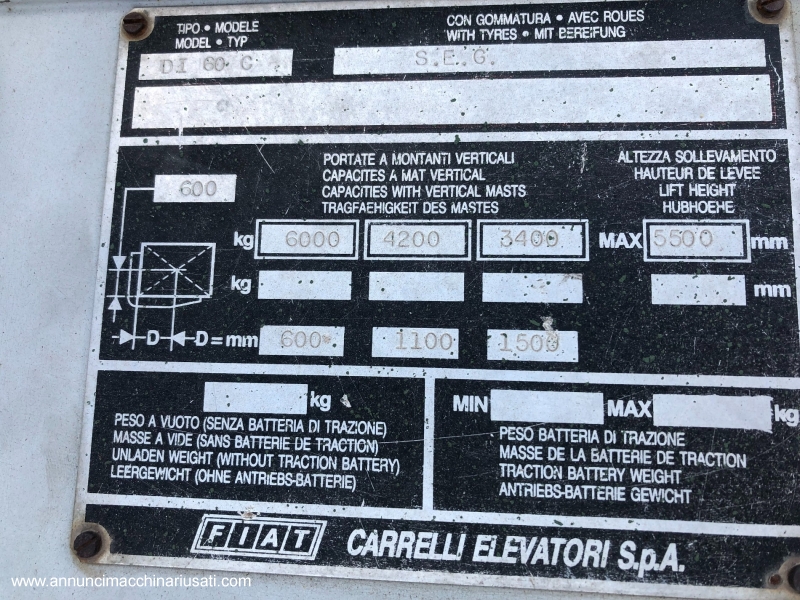 TIPO • MODELE
MODEL • TYP
CON GOMMATURA • AVEC ROUES
WITH TYRES • MIT BEREIFUNG
DI 60 C
S.E.G.
PORTATE A MONTANTI VERTICALI
CAPACITES A MAT VERTICAL
CAPACITIES WITH VERTICAL MASTS
TRAGFAEHIGKEIT DES MASTES
ALTEZZA SOLLEVAMENTO
HAUTEUR DE LEVEE
LIFT HEIGHT
HUBHOEHE
600
kg 6000 4200 3400 MAX 5500 mm
kg mm
D D = mm 600 1100 1500
kg
PESO A VUOTO (SENZA BATTERIA DI TRAZIONE)
MASSE A VIDE (SANS BATTERIE DE TRACTION)
UNLADEN WEIGHT (WITHOUT TRACTION BATTERY)
LEERGEWICHT (OHNE ANTRIEBS-BATTERIE)
MIN MAX kg
PESO BATTERIA DI TRAZIONE
MASSE DE LA BATTERIE DE TRACTION
TRACTION BATTERY WEIGHT
ANTRIEBS-BATTERIE GEWICHT
FIAT CARRELLI ELEVATORI S.p.A.
www.annuncimacchinariusati.com